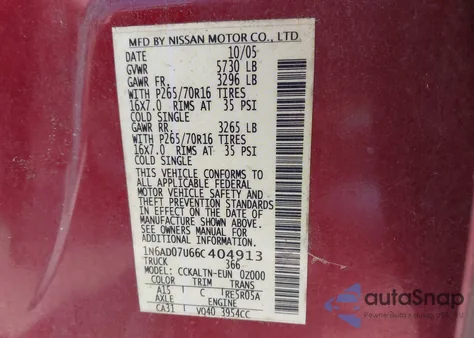 MFD BY NISSAN MOTOR CO., LTD
DATE 10/05
GVWR 5730 LB
GAWR FR. 3296 LB
WITH P265/70R16 TIRES
16X7.0 RIMS AT 35 PSI
COLD SINGLE
GAWR RR. 3265 LB
WITH P265/70R16 TIRES
16X7.0 RIMS AT 35 PSI
COLD SINGLE
THIS VEHICLE CONFORMS TO
ALL APPLICABLE FEDERAL
MOTOR VEHICLE SAFETY AND
THEFT PREVENTION STANDARDS
IN EFFECT ON THE DATE OF
MANUFACTURE SHOWN ABOVE.
SEE OWNERS MANUAL AND
ADDITIONAL INFORMATION
1N6AD07U66C404913
TRUCK 366
MODEL CCKALTN-EUN 02000
COLOR TRIM TRANS
A15 C RE5R05A
AXLE ENGINE
CA31 VQ40 3954CC
autoSnap